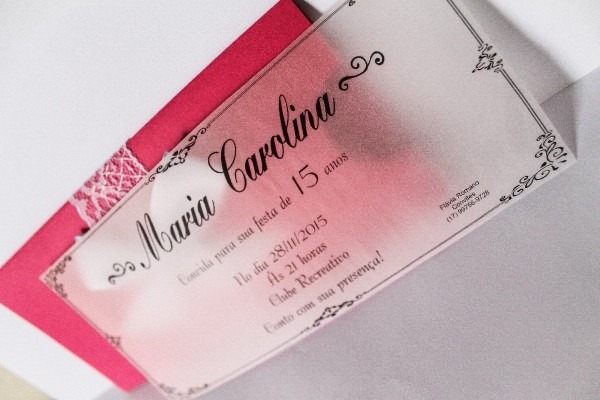 Maria Carolina
Convida para sua festa de 15 anos
No dia 28/11/2015
Às 21 horas
Clube Recreativo
Conto com sua presença!
Flávia Romano
Convites
(17) 99766-9728